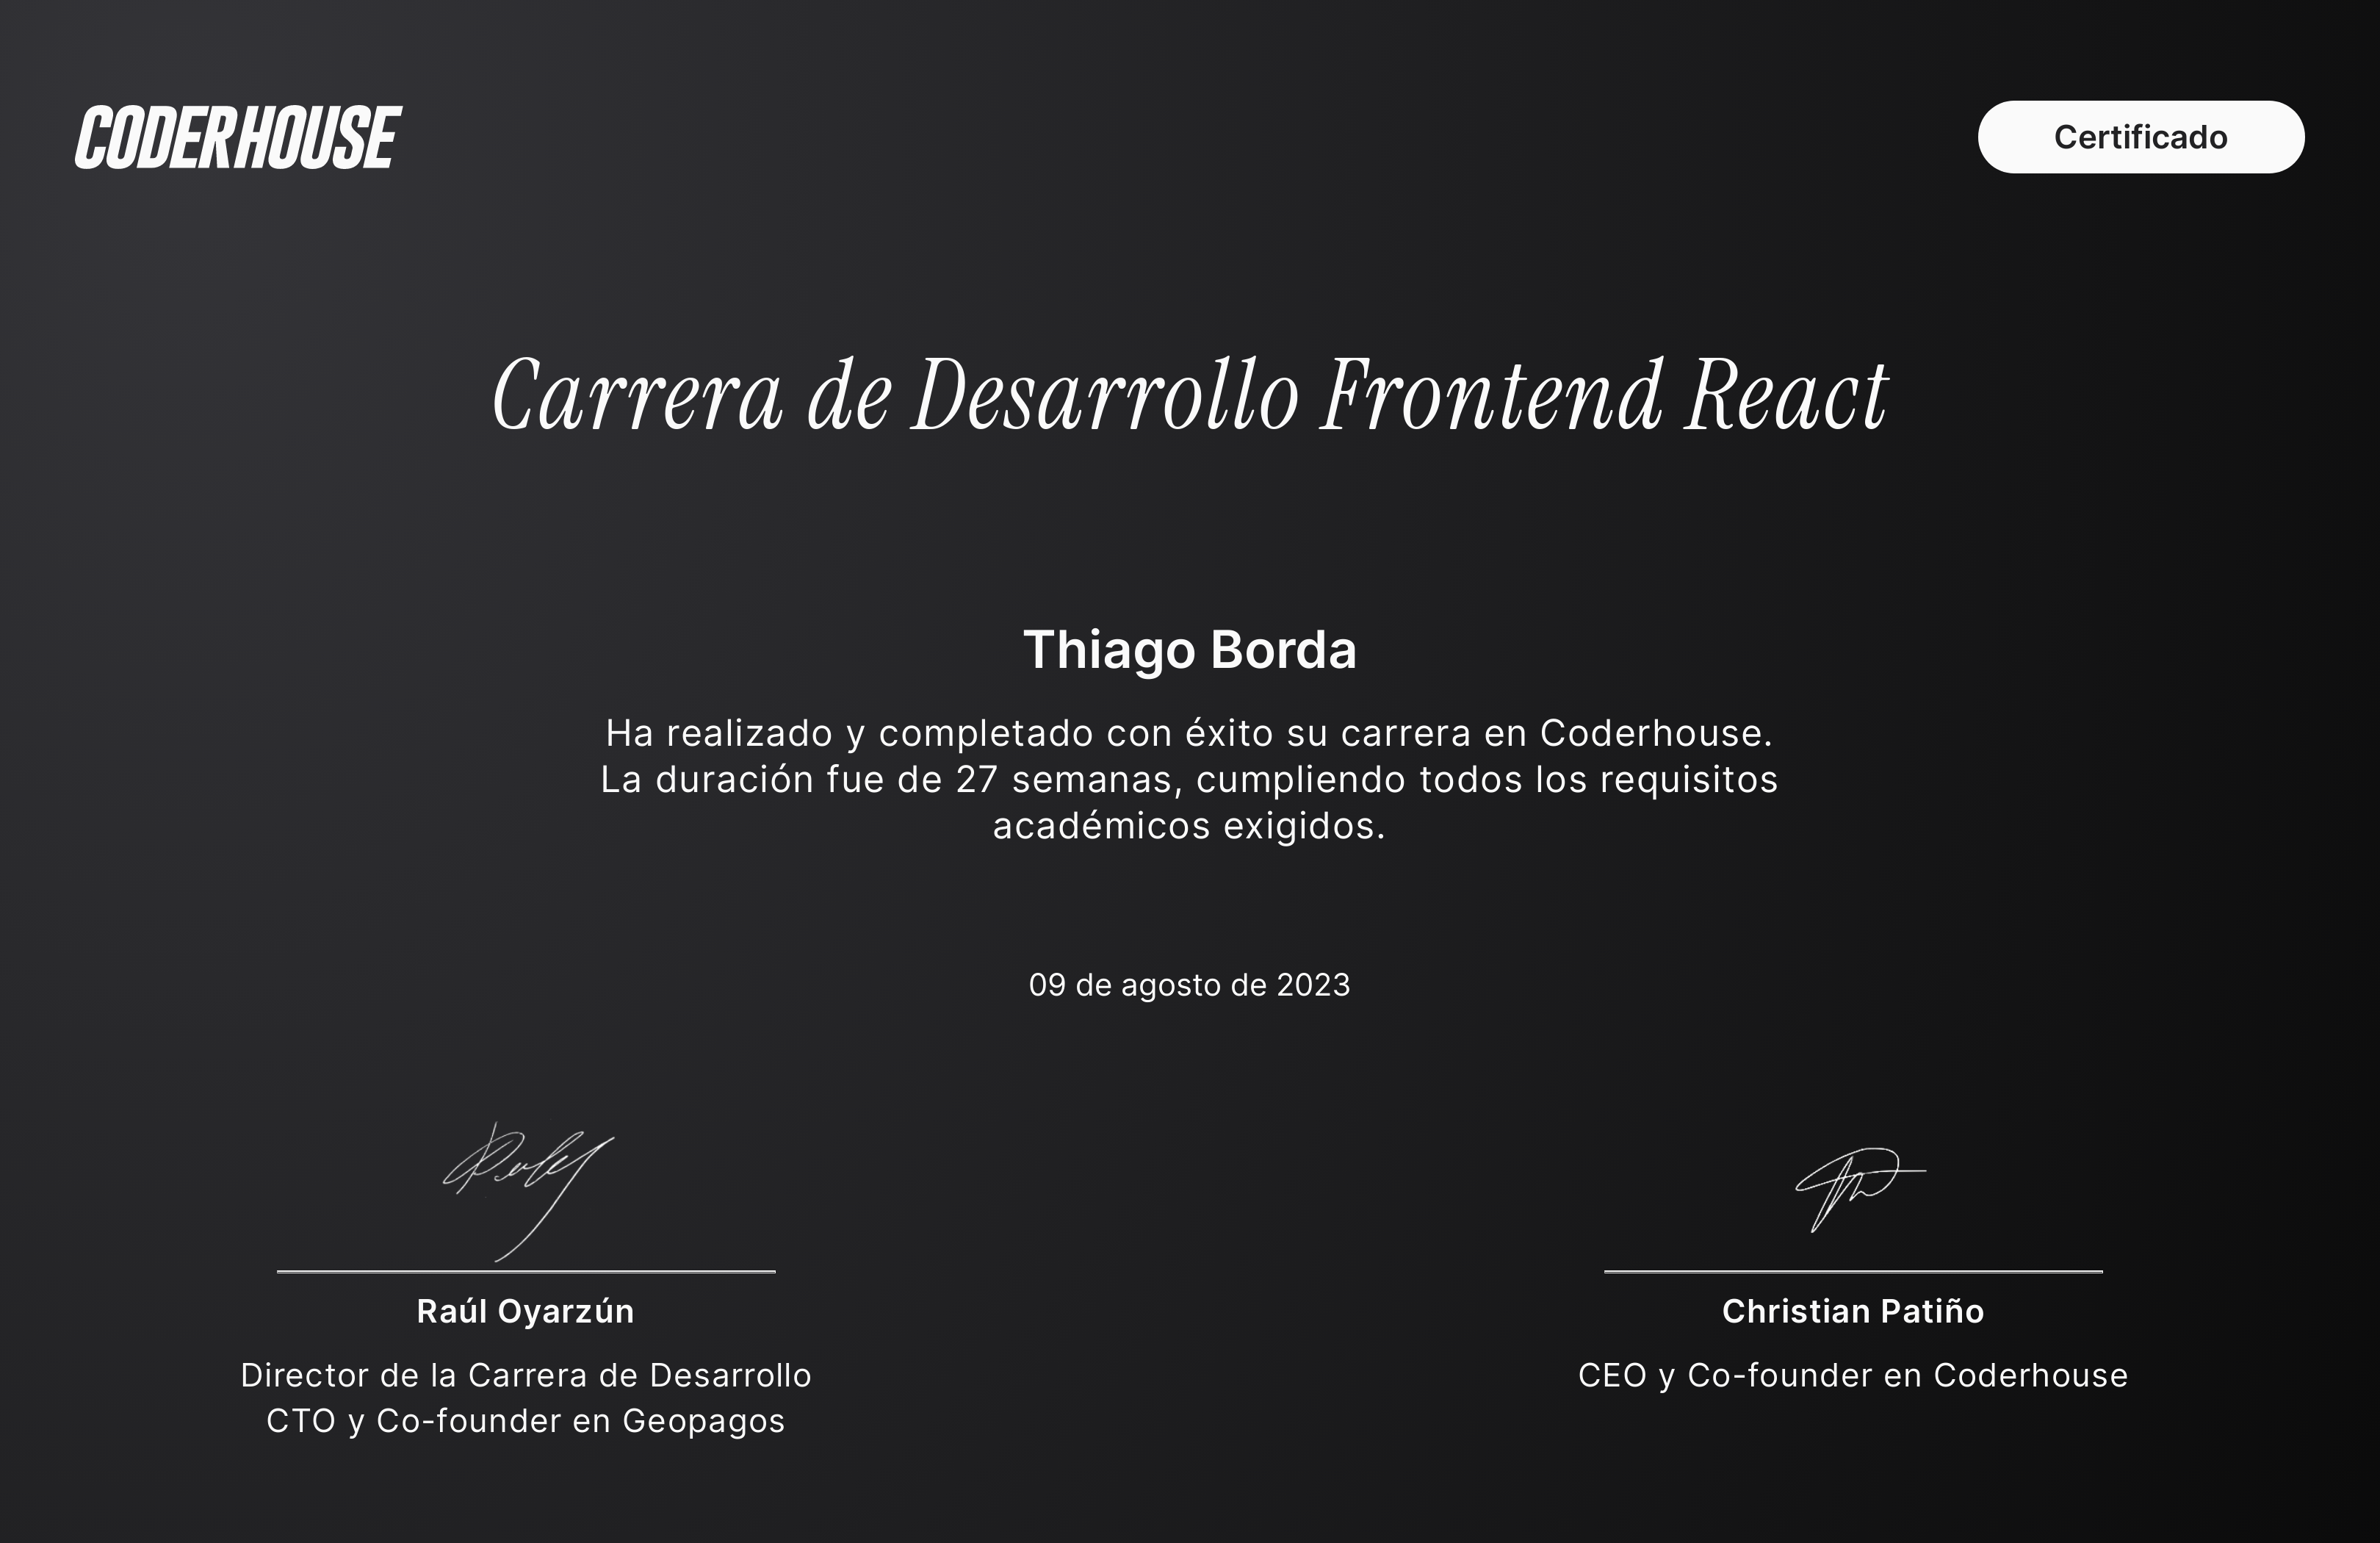 CODERHOUSE
Certificado
Carrera de Desarrollo Frontend React
Thiago Borda
Ha realizado y completado con éxito su carrera en Coderhouse.
La duración fue de 27 semanas, cumpliendo todos los requisitos
académicos exigidos.
09 de agosto de 2023
Raúl Oyarzún
Director de la Carrera de Desarrollo
CTO y Co-founder en Geopagos
Christian Patiño
CEO y Co-founder en Coderhouse